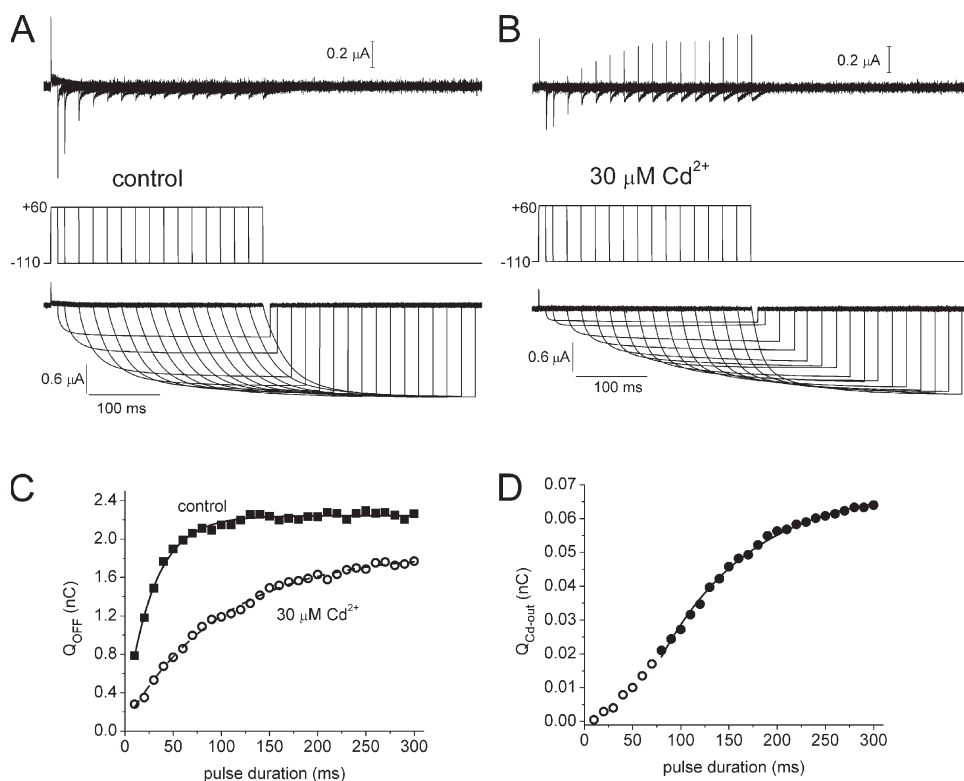 A
0.2 μA
control
+60
-110
0.6 μA
100 ms
B
0.2 μA
30 μM Cd²⁺
+60
-110
0.6 μA
100 ms
C
2.4
2.0
1.6
1.2
0.8
0.4
0.0
Q_OFF (nC)
control
30 μM Cd²⁺
0 50 100 150 200 250 300
pulse duration (ms)
D
0.07
0.06
0.05
0.04
0.03
0.02
0.01
0.00
Q_Cd-out (nC)
0 50 100 150 200 250 300
pulse duration (ms)